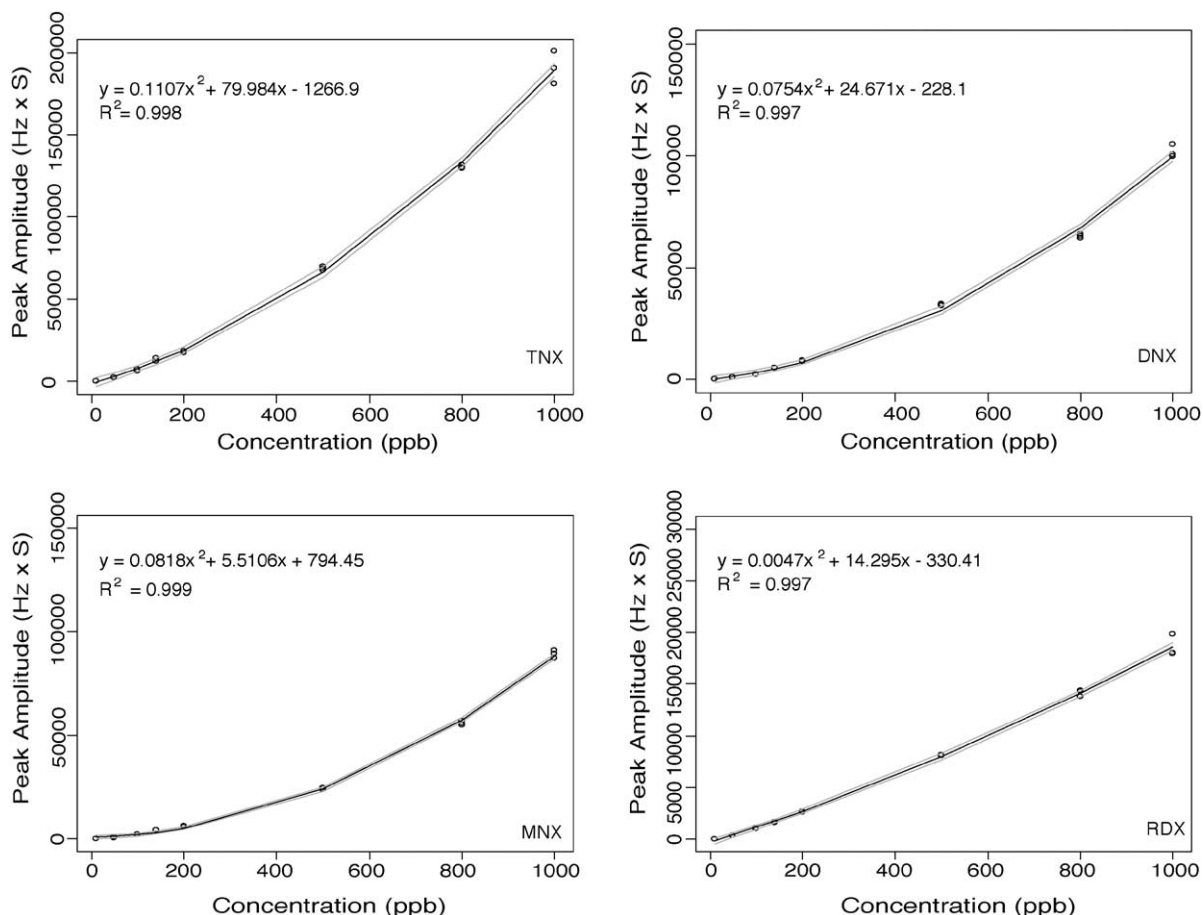 Peak Amplitude (Hz x S)
200000
150000
100000
50000
0
y = 0.1107x² + 79.984x - 1266.9
R² = 0.998
TNX
0 200 400 600 800 1000
Concentration (ppb)
Peak Amplitude (Hz x S)
150000
100000
50000
0
y = 0.0754x² + 24.671x - 228.1
R² = 0.997
DNX
0 200 400 600 800 1000
Concentration (ppb)
Peak Amplitude (Hz x S)
150000
100000
50000
0
y = 0.0818x² + 5.5106x + 794.45
R² = 0.999
MNX
0 200 400 600 800 1000
Concentration (ppb)
Peak Amplitude (Hz x S)
30000
25000
20000
15000
10000
5000
0
y = 0.0047x² + 14.295x - 330.41
R² = 0.997
RDX
0 200 400 600 800 1000
Concentration (ppb)